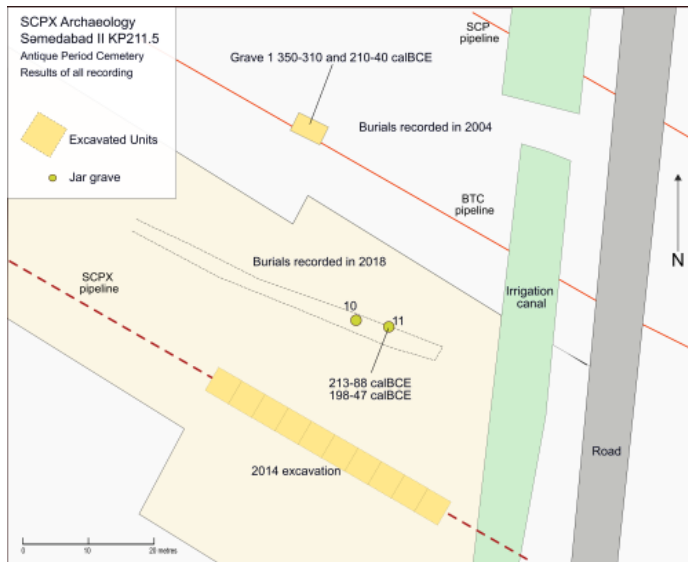 SCPX Archaeology
Səmedabad II KP211.5
Antique Period Cemetery
Results of all recording
Excavated Units
Jar grave
SCP
pipeline
Grave 1 350-310 and 210-40 calBCE
Burials recorded in 2004
BTC
pipeline
N
Burials recorded in 2018
SCPX
pipeline
Irrigation
canal
10
11
213-88 calBCE
198-47 calBCE
Road
2014 excavation
0 10 20 metres